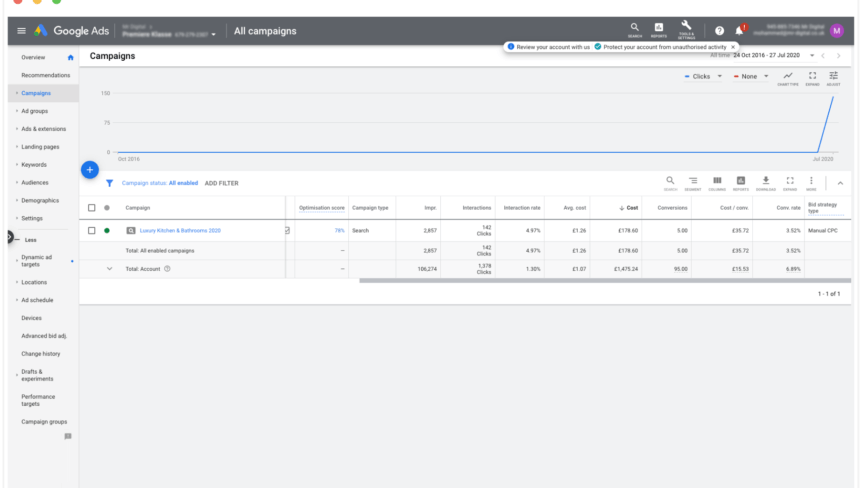 Google Ads
All campaigns
SEARCH
REPORTS
TOOLS & SETTINGS
M
Review your account with us
Protect your account from unauthorised activity ×
Overview
Recommendations
Campaigns
Ad groups
Ads & extensions
Landing pages
Keywords
Audiences
Demographics
Settings
Less
Dynamic ad targets
Locations
Ad schedule
Devices
Advanced bid adj.
Change history
Drafts & experiments
Performance targets
Campaign groups
Campaigns
All time 24 Oct 2016 - 27 Jul 2020
Clicks
None
CHART TYPE
EXPAND
ADJUST
150
75
0
Oct 2016
Jul 2020
Campaign status: All enabled ADD FILTER
SEARCH
SEGMENT
COLUMNS
REPORTS
DOWNLOAD
EXPAND
MORE
Campaign Optimisation score Campaign type Impr. Interactions Interaction rate Avg. cost ↓ Cost Conversions Cost / conv. Conv. rate Bid strategy type
Luxury Kitchen & Bathrooms 2020 78% Search 2,857 142 Clicks 4.97% £1.26 £178.60 5.00 £35.72 3.52% Manual CPC
Total: All enabled campaigns – 2,857 142 Clicks 4.97% £1.26 £178.60 5.00 £35.72 3.52%
Total: Account – 106,274 1,378 Clicks 1.30% £1.07 £1,475.24 95.00 £15.53 6.89%
1 - 1 of 1